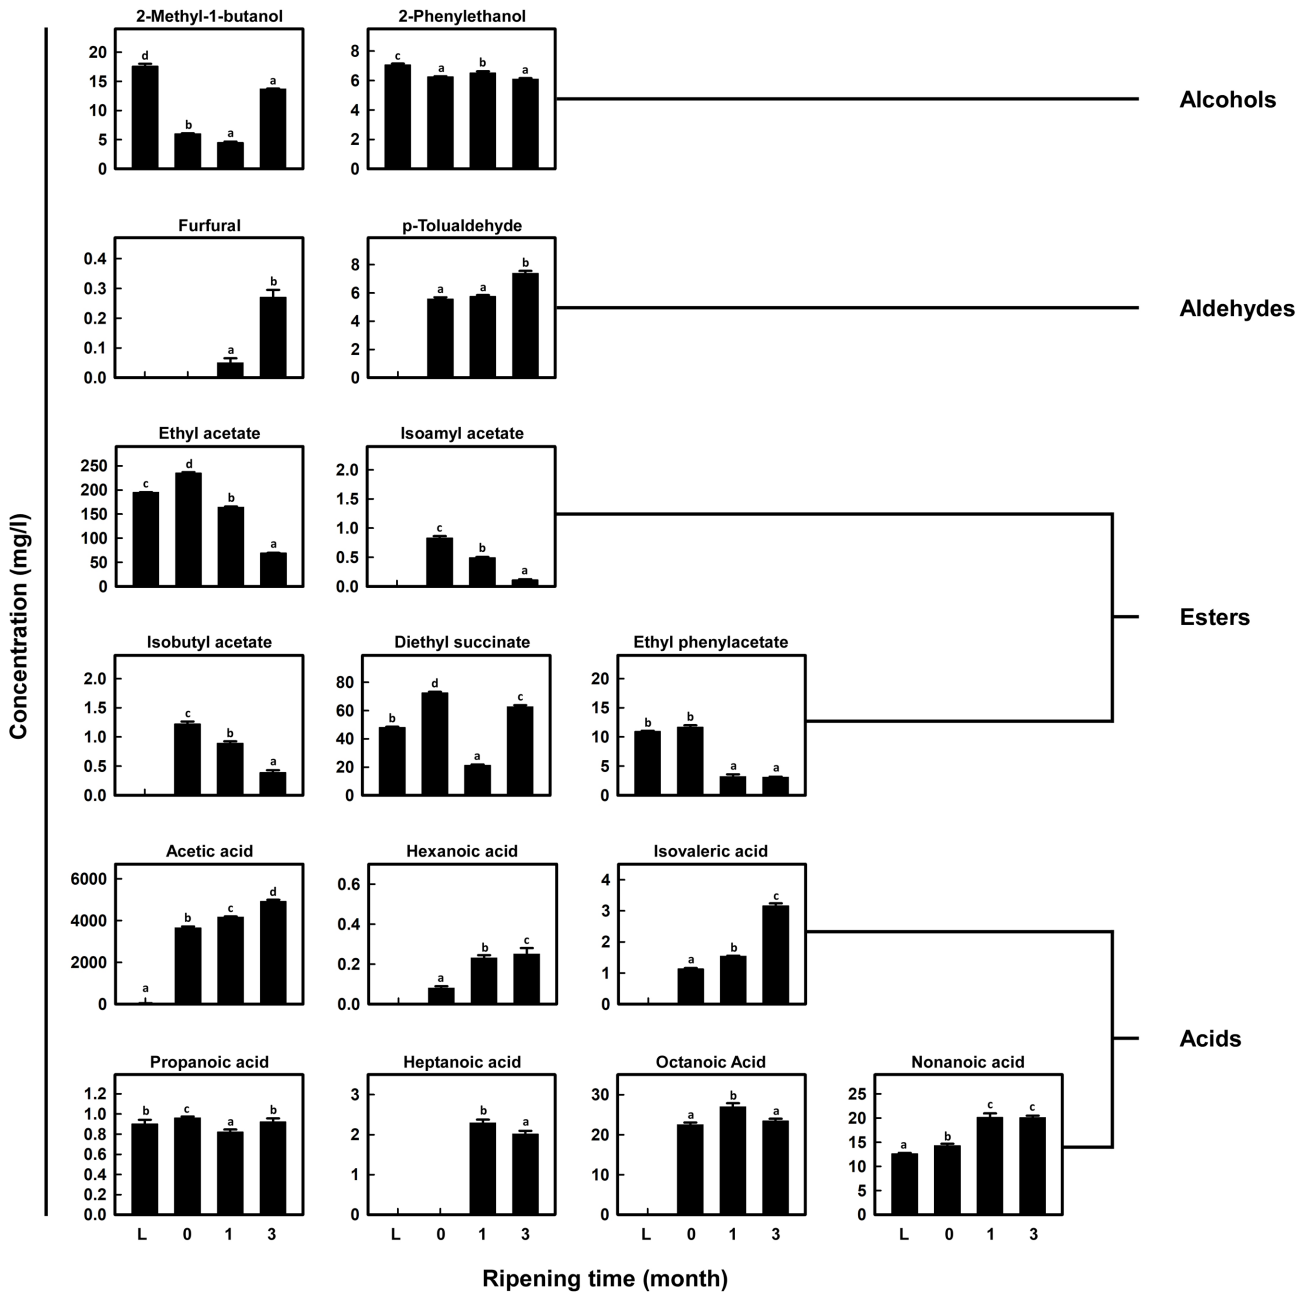 2-Methyl-1-butanol
20
15
10
5
0
d
b
a
a
2-Phenylethanol
8
6
4
2
0
c
a
b
a
Alcohols
Furfural
0.4
0.3
0.2
0.1
0.0
a
b
p-Tolualdehyde
8
6
4
2
0
a
a
b
Aldehydes
Ethyl acetate
250
200
150
100
50
0
c
d
b
a
Isoamyl acetate
2.0
1.5
1.0
0.5
0.0
c
b
a
Esters
Concentration (mg/l)
Isobutyl acetate
2.0
1.5
1.0
0.5
0.0
c
b
a
Diethyl succinate
80
60
40
20
0
b
d
a
c
Ethyl phenylacetate
20
15
10
5
0
b
b
a
a
Acetic acid
6000
4000
2000
0
a
b
c
d
Hexanoic acid
0.6
0.4
0.2
0.0
a
b
c
Isovaleric acid
4
3
2
1
0
a
b
c
Acids
Propanoic acid
1.2
1.0
0.8
0.6
0.4
0.2
0.0
b
c
a
b
L 0 1 3
Heptanoic acid
3
2
1
0
b
a
L 0 1 3
Octanoic Acid
30
20
10
0
a
b
a
L 0 1 3
Nonanoic acid
25
20
15
10
5
0
a
b
c
c
L 0 1 3
Ripening time (month)